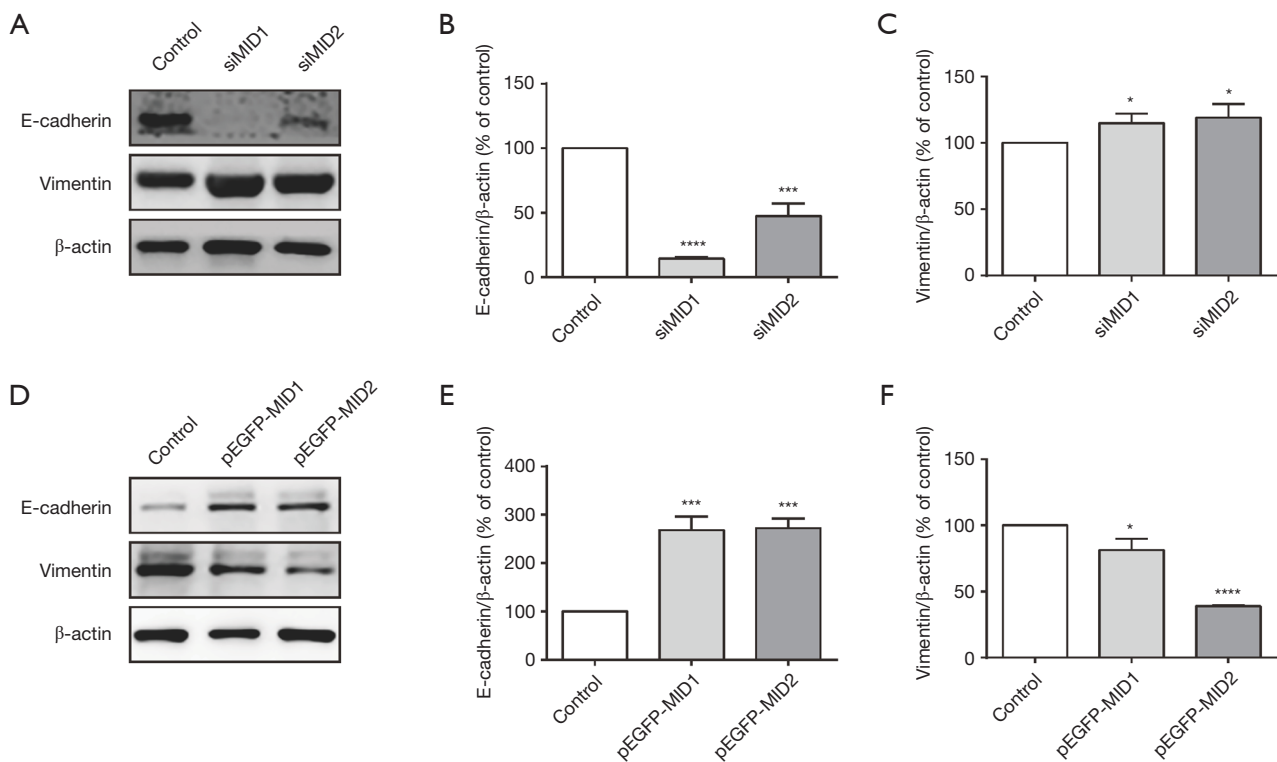 A
Control
siMID1
siMID2
E-cadherin
Vimentin
β-actin
B
E-cadherin/β-actin (% of control)
150
100
50
0
****
***
Control
siMID1
siMID2
C
Vimentin/β-actin (% of control)
150
100
50
0
*
*
Control
siMID1
siMID2
D
Control
pEGFP-MID1
pEGFP-MID2
E-cadherin
Vimentin
β-actin
E
E-cadherin/β-actin (% of control)
400
300
200
100
0
***
***
Control
pEGFP-MID1
pEGFP-MID2
F
Vimentin/β-actin (% of control)
150
100
50
0
*
****
Control
pEGFP-MID1
pEGFP-MID2